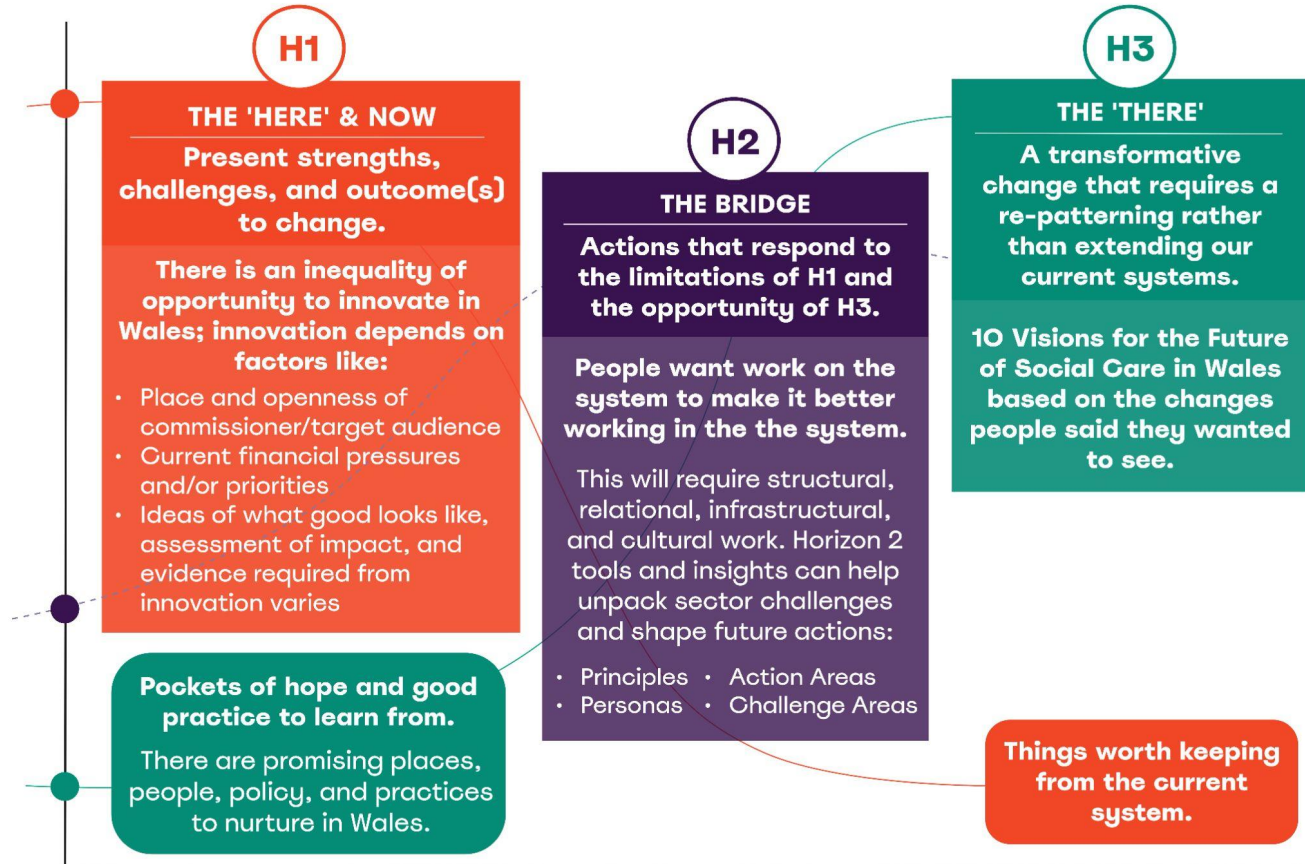 H1
THE 'HERE' & NOW
Present strengths,
challenges, and outcome(s)
to change.
There is an inequality of
opportunity to innovate in
Wales; innovation depends on
factors like:
• Place and openness of
commissioner/target audience
• Current financial pressures
and/or priorities
• Ideas of what good looks like,
assessment of impact, and
evidence required from
innovation varies
Pockets of hope and good
practice to learn from.
There are promising places,
people, policy, and practices
to nurture in Wales.
H2
THE BRIDGE
Actions that respond to
the limitations of H1 and
the opportunity of H3.
People want work on the
system to make it better
working in the the system.
This will require structural,
relational, infrastructural,
and cultural work. Horizon 2
tools and insights can help
unpack sector challenges
and shape future actions:
• Principles • Action Areas
• Personas • Challenge Areas
H3
THE 'THERE'
A transformative
change that requires a
re-patterning rather
than extending our
current systems.
10 Visions for the Future
of Social Care in Wales
based on the changes
people said they wanted
to see.
Things worth keeping
from the current
system.